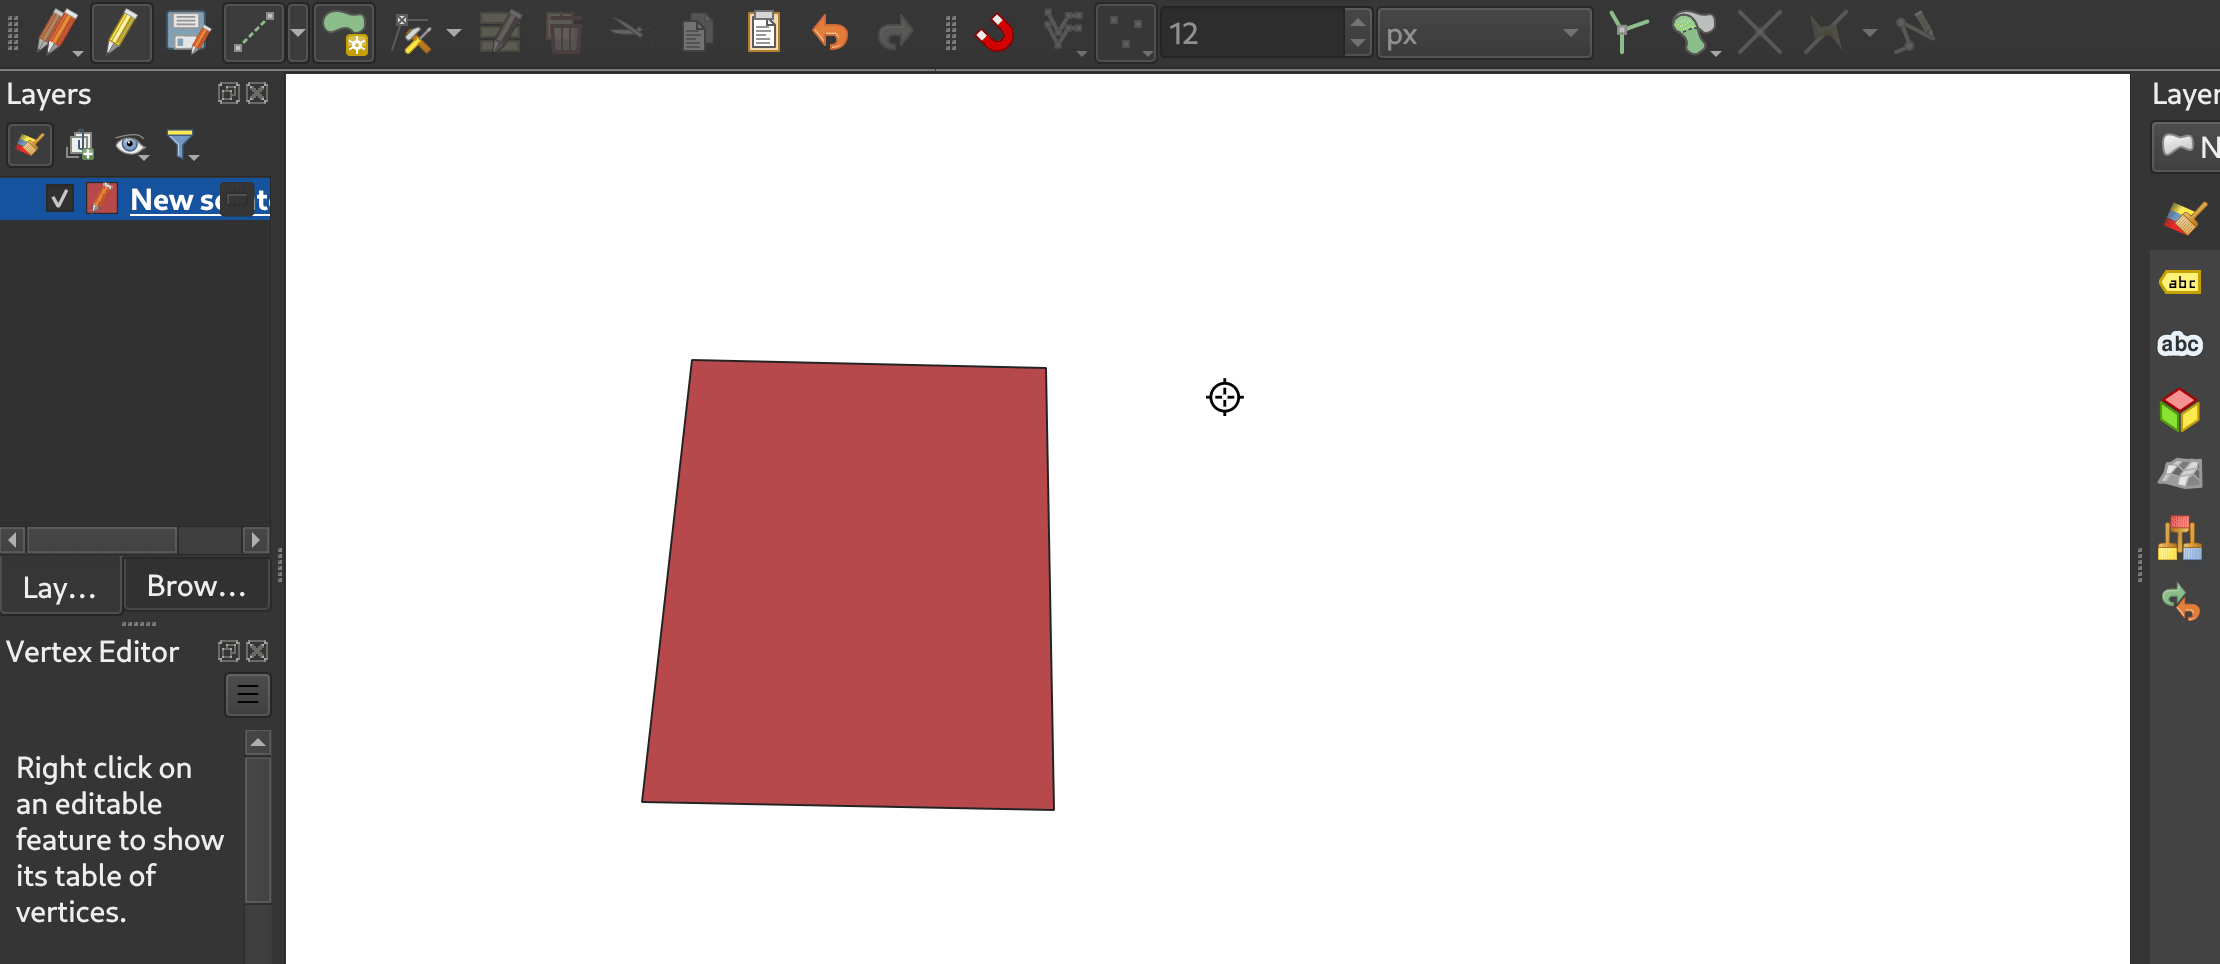 12
px
Layers
Layer
N
New sc
abc
abc
Lay...
Brow...
Vertex Editor
Right click on
an editable
feature to show
its table of
vertices.